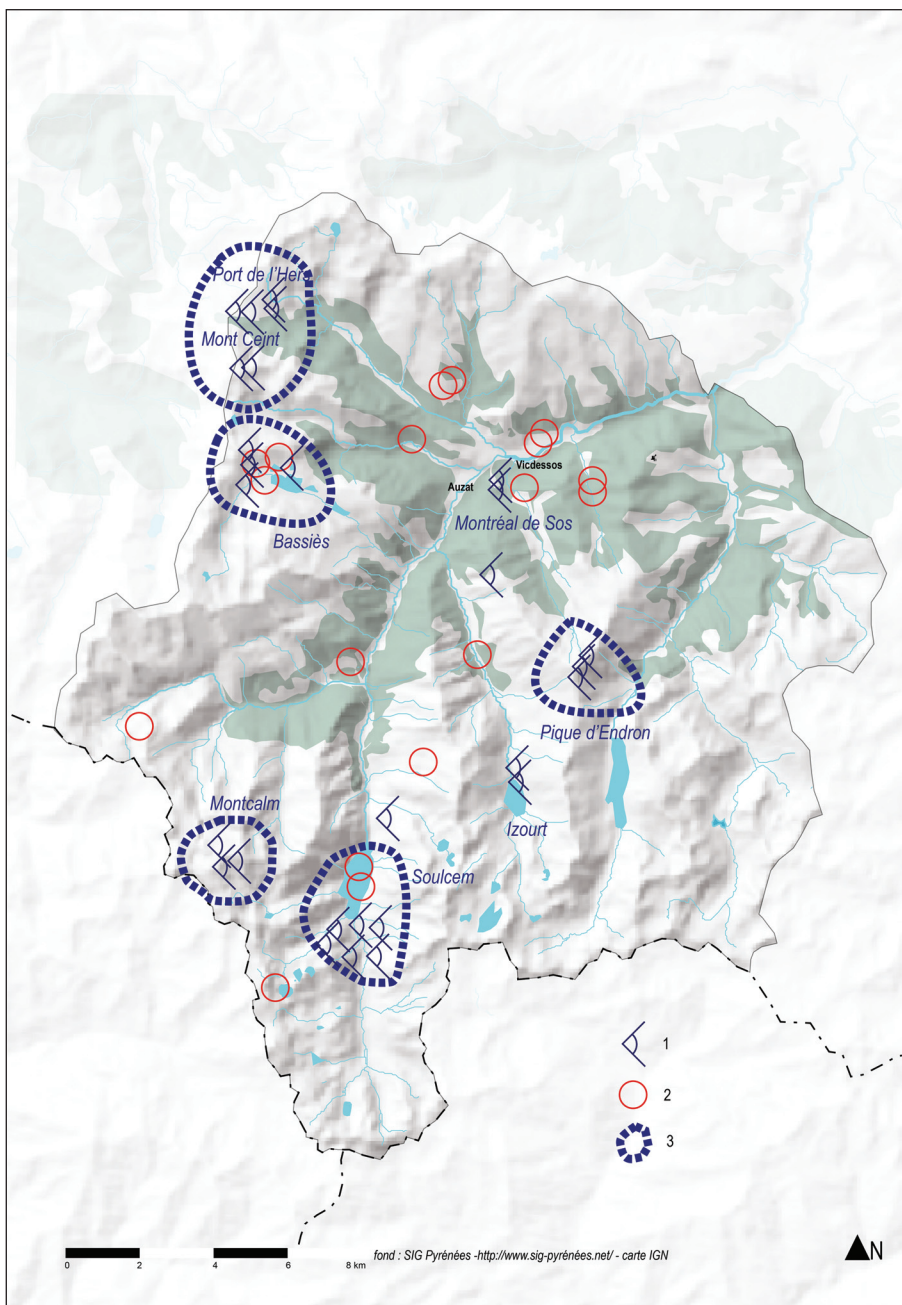 Port de l'Hers
Mont Ceint
Vicdessos
Auzat
Montréal de Sos
Bassiès
Pique d'Endron
Montcalm
Izourt
Soulcem
1
2
3
fond : SIG Pyrénées -http://www.sig-pyrénées.net/ - carte IGN
N
0 2 4 6 8 km